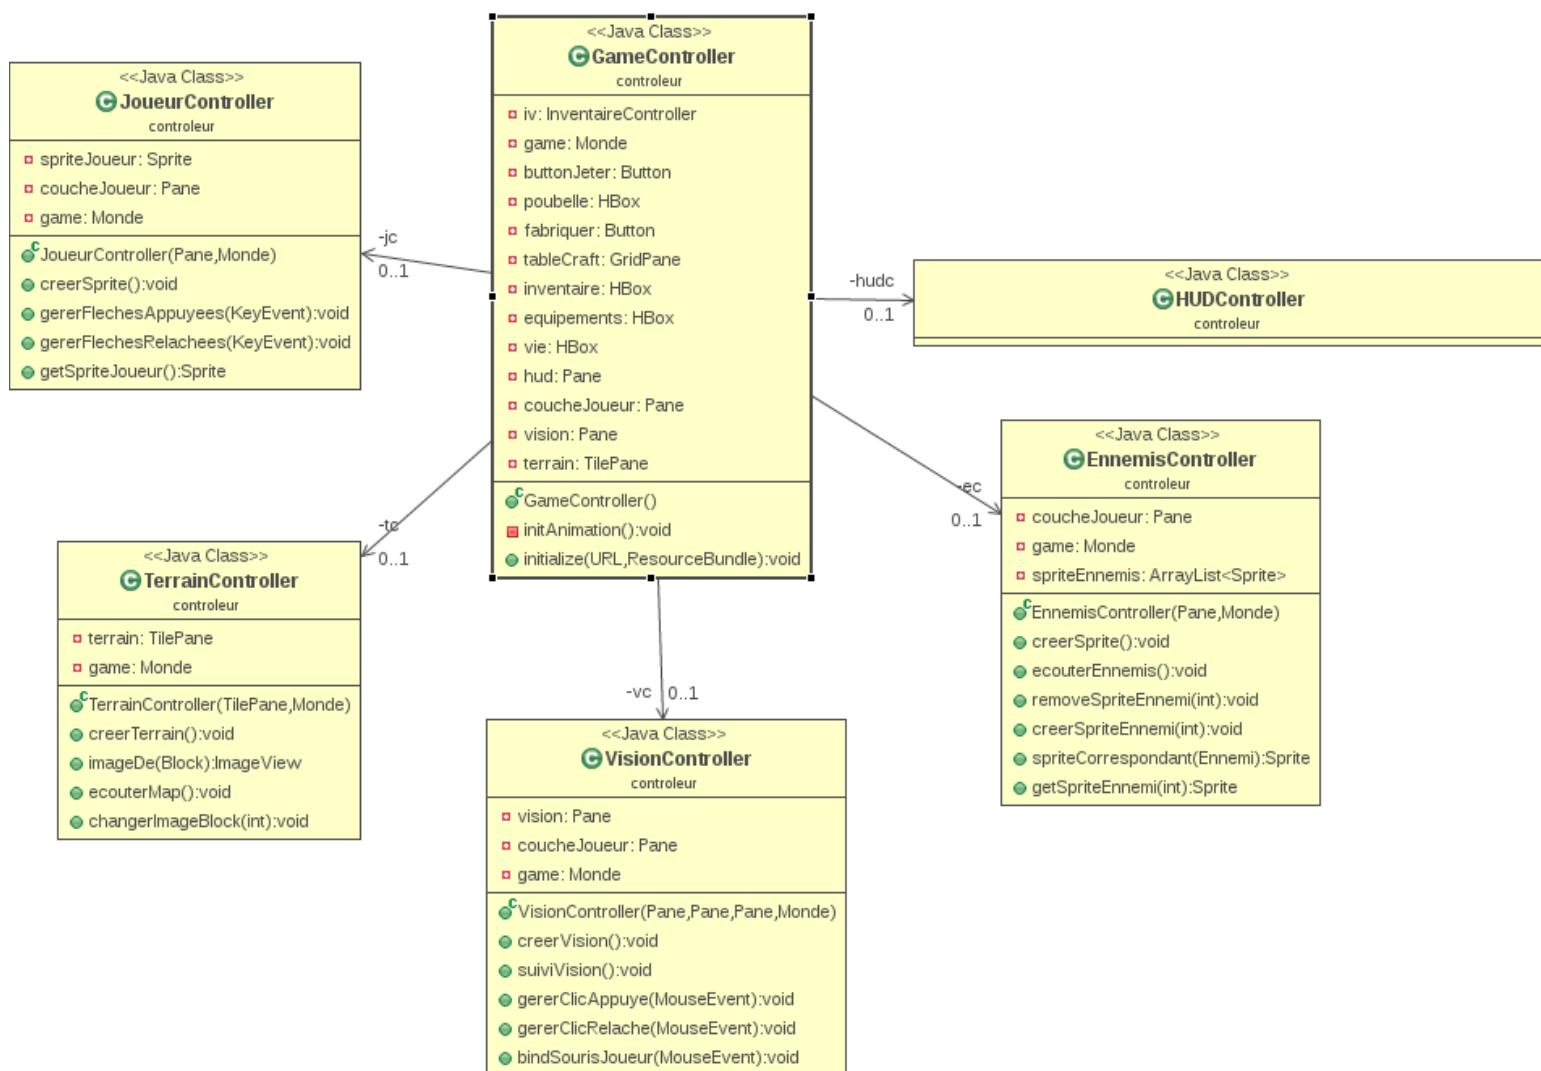 <<Java Class>>
GameController
controleur
iv: InventaireController
game: Monde
buttonJeter: Button
poubelle: HBox
fabriquer: Button
tableCraft: GridPane
inventaire: HBox
equipements: HBox
vie: HBox
hud: Pane
coucheJoueur: Pane
vision: Pane
terrain: TilePane
GameController()
initAnimation():void
initialize(URL,ResourceBundle):void
<<Java Class>>
JoueurController
controleur
spriteJoueur: Sprite
coucheJoueur: Pane
game: Monde
JoueurController(Pane,Monde)
creerSprite():void
gererFlechesAppuyees(KeyEvent):void
gererFlechesRelachees(KeyEvent):void
getSpriteJoueur():Sprite
-jc
0..1
-hudc
0..1
<<Java Class>>
HUDController
controleur
-ec
0..1
<<Java Class>>
EnnemisController
controleur
coucheJoueur: Pane
game: Monde
spriteEnnemis: ArrayList<Sprite>
EnnemisController(Pane,Monde)
creerSprite():void
ecouterEnnemis():void
removeSpriteEnnemi(int):void
creerSpriteEnnemi(int):void
spriteCorrespondant(Ennemi):Sprite
getSpriteEnnemi(int):Sprite
-tc
0..1
<<Java Class>>
TerrainController
controleur
terrain: TilePane
game: Monde
TerrainController(TilePane,Monde)
creerTerrain():void
imageDe(Block):ImageView
ecouterMap():void
changerImageBlock(int):void
-vc 0..1
<<Java Class>>
VisionController
controleur
vision: Pane
coucheJoueur: Pane
game: Monde
VisionController(Pane,Pane,Pane,Monde)
creerVision():void
suiviVision():void
gererClicAppuye(MouseEvent):void
gererClicRelache(MouseEvent):void
bindSourisJoueur(MouseEvent):void